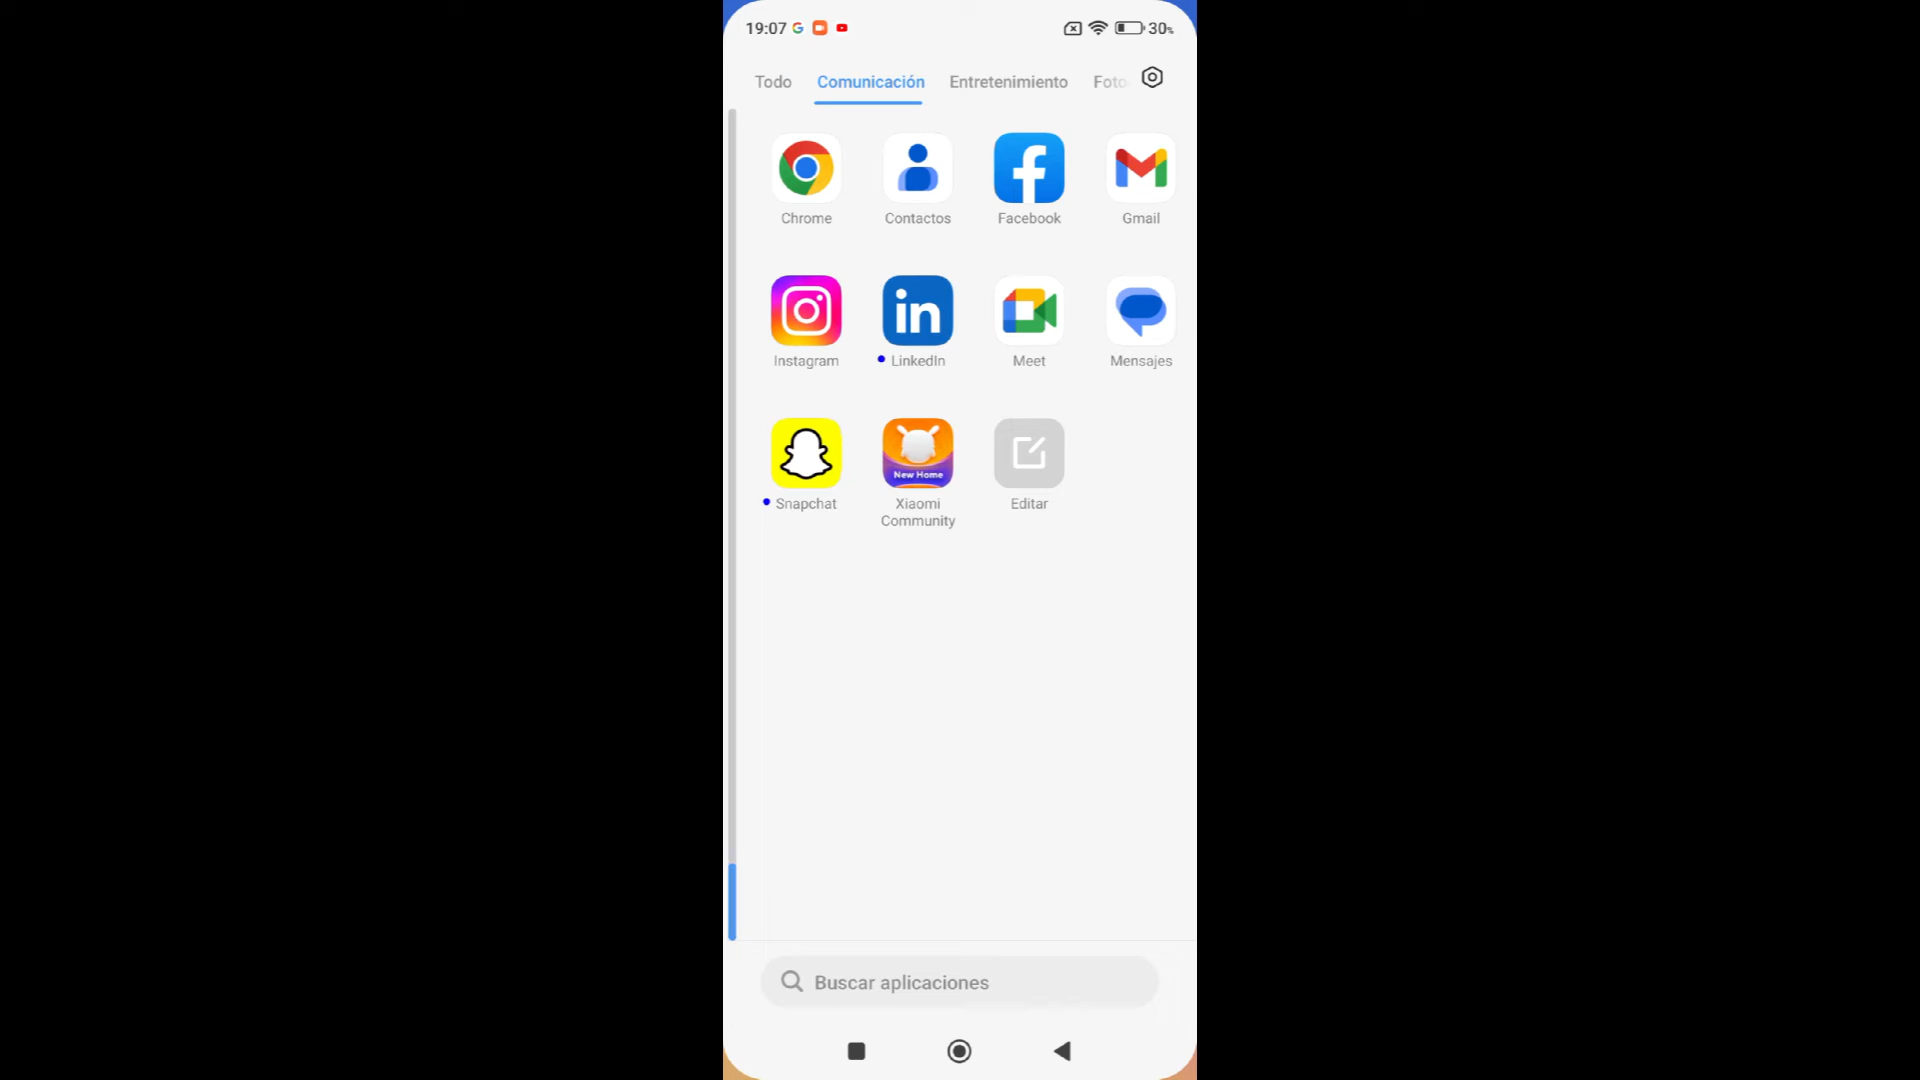 19:07 30%
Todo Comunicación Entretenimiento Foto
Chrome Contactos Facebook Gmail
in
Instagram LinkedIn Meet Mensajes
New Home
Snapchat Xiaomi Community Editar
Buscar aplicaciones